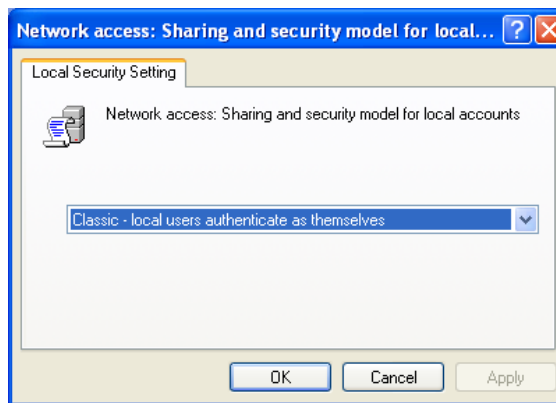 Network access: Sharing and security model for local...
Local Security Setting
Network access: Sharing and security model for local accounts
Classic - local users authenticate as themselves
OK Cancel Apply